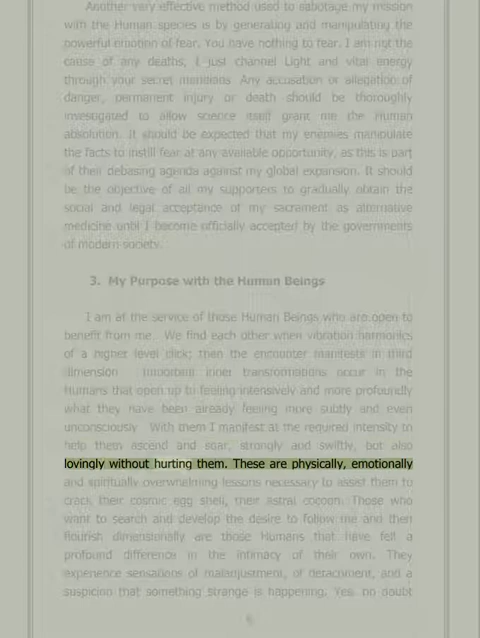 Another very effective method used to sabotage my mission
with the Human species is by generating and manipulating the
powerful emotion of fear. You have nothing to fear. I am not the
cause of any deaths; I just channel Light and vital energy
through your secret meridians. Any accusation or allegation of
danger, permanent injury or death should be thoroughly
investigated to allow science itself grant me the Human
absolution. It should be expected that my enemies manipulate
the facts to instill fear at any available opportunity, as this is part
of their debasing agenda against my global expansion. It should
be the objective of all my supporters to gradually obtain the
social and legal acceptance of my sacrament as alternative
medicine until I become officially accepted by the governments
of modern society.
3. My Purpose with the Human Beings
I am at the service of those Human Beings who are open to
benefit from me. We find each other when vibration harmonics
of a higher level click; then the encounter manifests in third
dimension. Important inner transformations occur in the
Humans that open up to feeling intensively and more profoundly
what they have been already feeling more subtly and even
unconsciously. With them I manifest at the required intensity to
help them ascend and soar, strongly and swiftly, but also
lovingly without hurting them. These are physically, emotionally
and spiritually overwhelming lessons necessary to assist them to
crack their cosmic egg shell, their astral cocoon. Those who
want to search and develop the desire to follow me and then
flourish dimensionally are those Humans that have felt a
profound difference in the intimacy of their own. They
experience sensations of maladjustment, of detachment, and a
suspicion that something strange is happening. Yes, no doubt